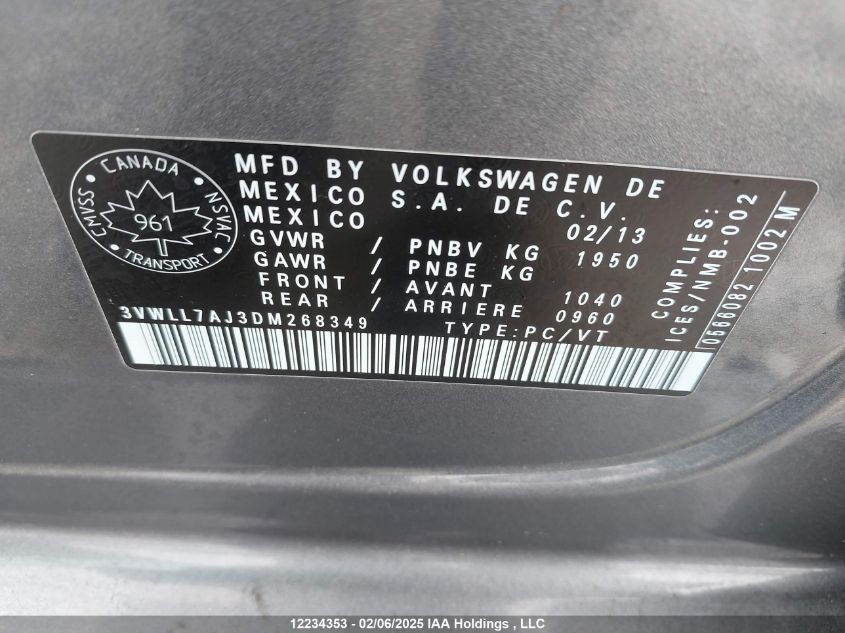 CANADA
CMVSS NSVAC
961
TRANSPORT
MFD BY VOLKSWAGEN DE
MEXICO S.A. DE C.V.
MEXICO 02/13
GVWR / PNBV KG 1950
GAWR / PNBE KG
FRONT / AVANT 1040
REAR / ARRIERE 0960
3VWLL7AJ3DM268349 TYPE:PC/VT
COMPLIES:
ICES/NMB-002
0586082 1002 M
12234353 - 02/06/2025 IAA Holdings , LLC